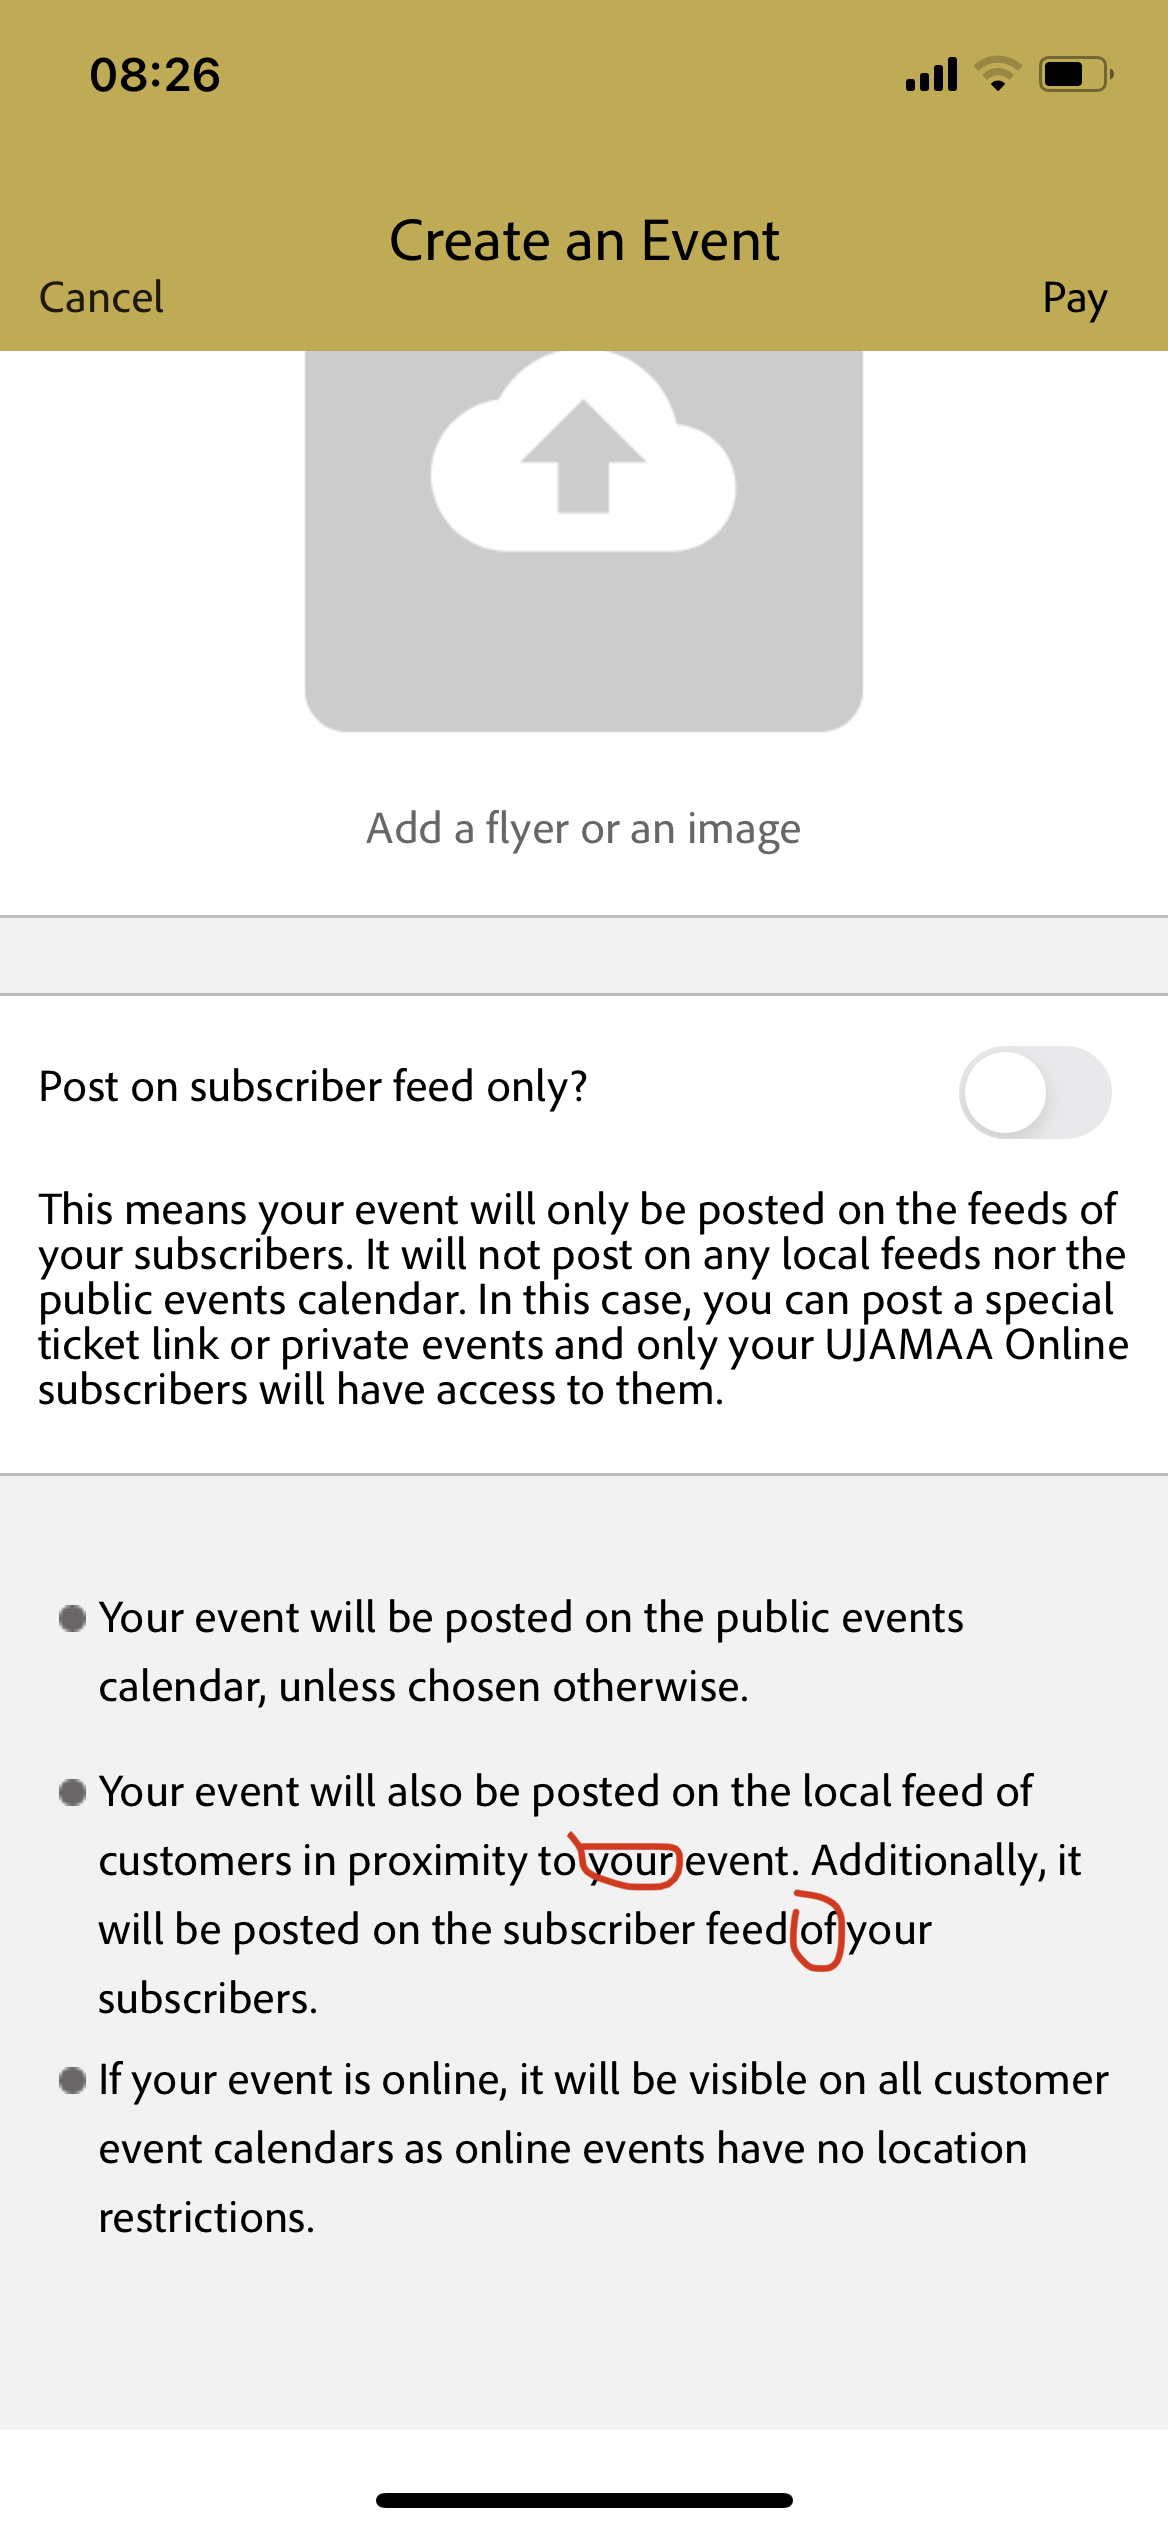 08:26
Create an Event
Cancel
Pay
Add a flyer or an image
Post on subscriber feed only?
This means your event will only be posted on the feeds of
your subscribers. It will not post on any local feeds nor the
public events calendar. In this case, you can post a special
ticket link or private events and only your UJAMAA Online
subscribers will have access to them.
Your event will be posted on the public events
calendar, unless chosen otherwise.
Your event will also be posted on the local feed of
customers in proximity to your event. Additionally, it
will be posted on the subscriber feed of your
subscribers.
If your event is online, it will be visible on all customer
event calendars as online events have no location
restrictions.